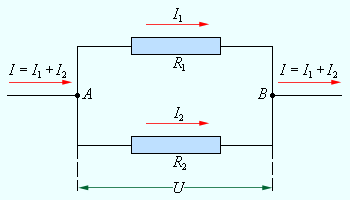 I₁
R₁
I = I₁ + I₂
I = I₁ + I₂
A
B
I₂
R₂
U